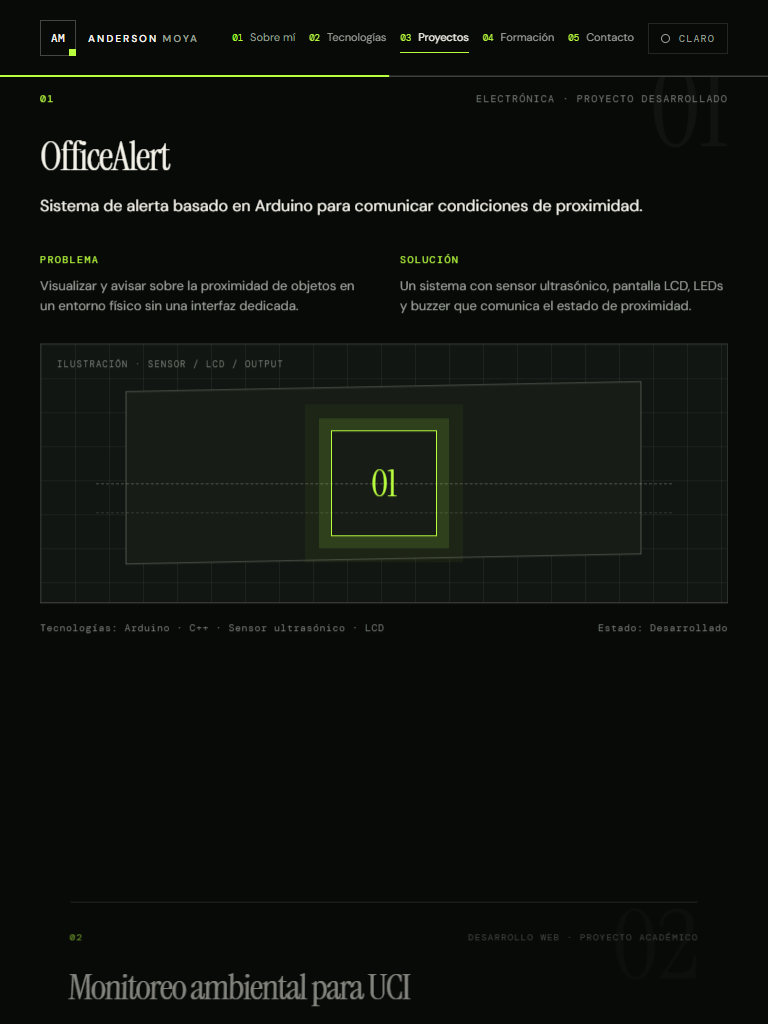 AM ANDERSON MOYA 01 Sobre mí 02 Tecnologías 03 Proyectos 04 Formación 05 Contacto CLARO
01
01 ELECTRÓNICA · PROYECTO DESARROLLADO
OfficeAlert
Sistema de alerta basado en Arduino para comunicar condiciones de proximidad.
PROBLEMA
Visualizar y avisar sobre la proximidad de objetos en
un entorno físico sin una interfaz dedicada.
SOLUCIÓN
Un sistema con sensor ultrasónico, pantalla LCD, LEDs
y buzzer que comunica el estado de proximidad.
ILUSTRACIÓN · SENSOR / LCD / OUTPUT
01
Tecnologías: Arduino · C++ · Sensor ultrasónico · LCD Estado: Desarrollado
02 DESARROLLO WEB · PROYECTO ACADÉMICO
02
Monitoreo ambiental para UCI